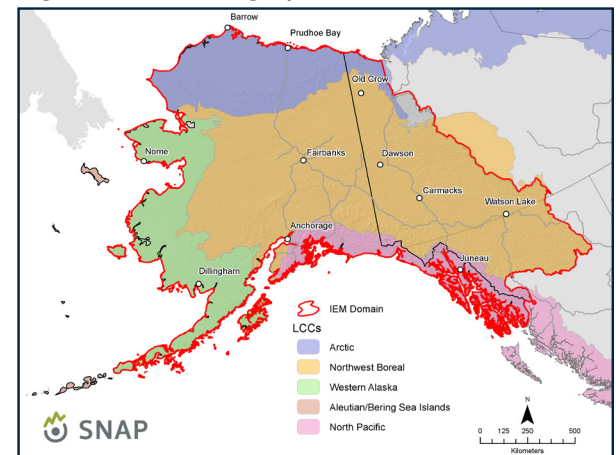 Barrow
Prudhoe Bay
Old Crow
Nome
Fairbanks
Dawson
Carmacks
Watson Lake
Anchorage
Juneau
Dillingham
IEM Domain
LCCs
Arctic
Northwest Boreal
Western Alaska
Aleutian/Bering Sea Islands
North Pacific
N
0 125 250 500
Kilometers
SNAP